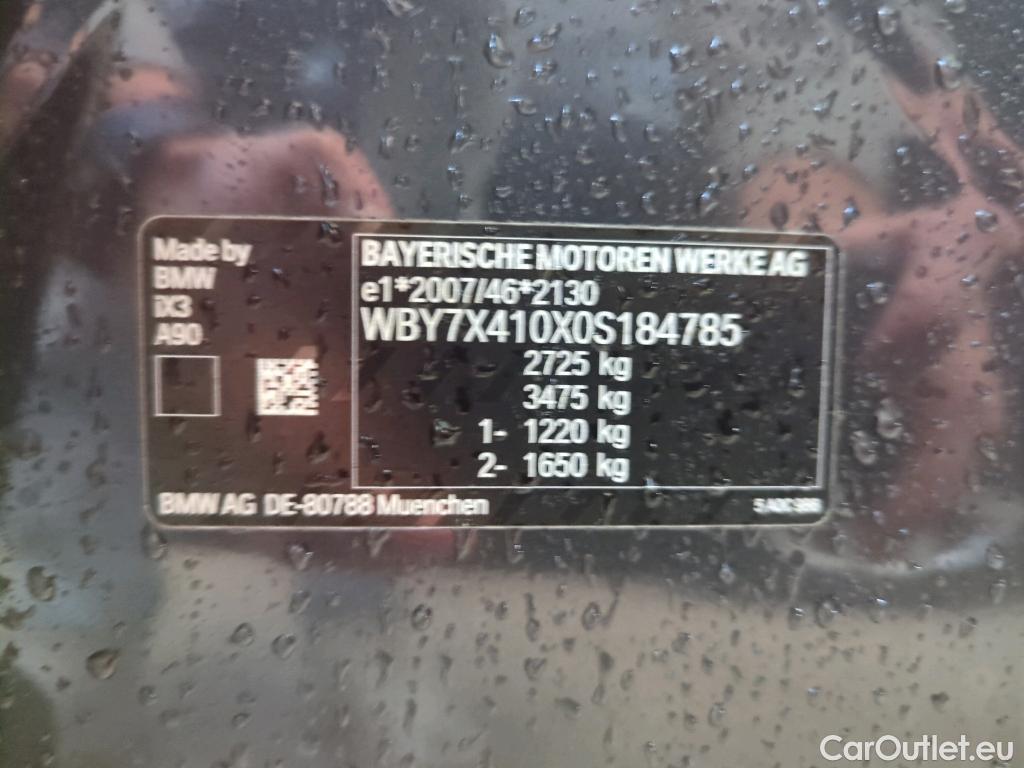 Made by
BMW
iX3
A90
BAYERISCHE MOTOREN WERKE AG
e1*2007/46*2130
WBY7X410X0S184785
2725 kg
3475 kg
1- 1220 kg
2- 1650 kg
BMW AG DE-80788 Muenchen
CarOutlet.eu